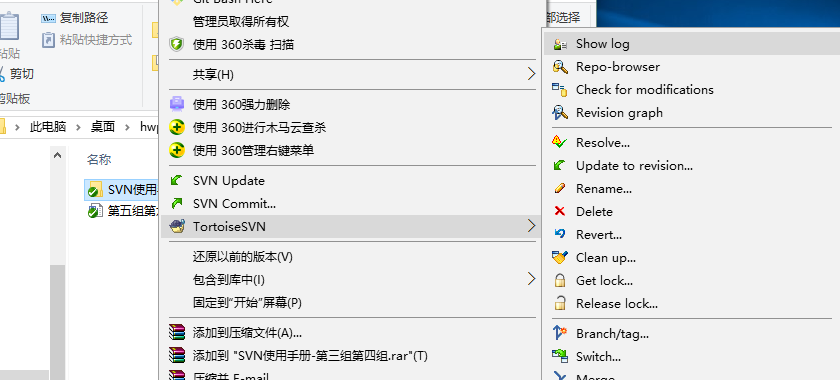 复制路径
粘贴快捷方式
粘贴
剪切
剪贴板
此电脑
桌面
名称
SVN使用
Git Bash Here
管理员取得所有权
使用 360杀毒 扫描
共享(H)
使用 360强力删除
使用 360进行木马云查杀
使用 360管理右键菜单
SVN Update
SVN Commit...
TortoiseSVN
还原以前的版本(V)
包含到库中(I)
固定到"开始"屏幕(P)
添加到压缩文件(A)...
添加到 "SVN使用手册-第三组第四组.rar"(T)
压缩并 E-mail
部选择
Show log
Repo-browser
Check for modifications
Revision graph
Resolve...
Update to revision...
Rename...
Delete
Revert...
Clean up...
Get lock...
Release lock...
Branch/tag...
Switch...
Merge